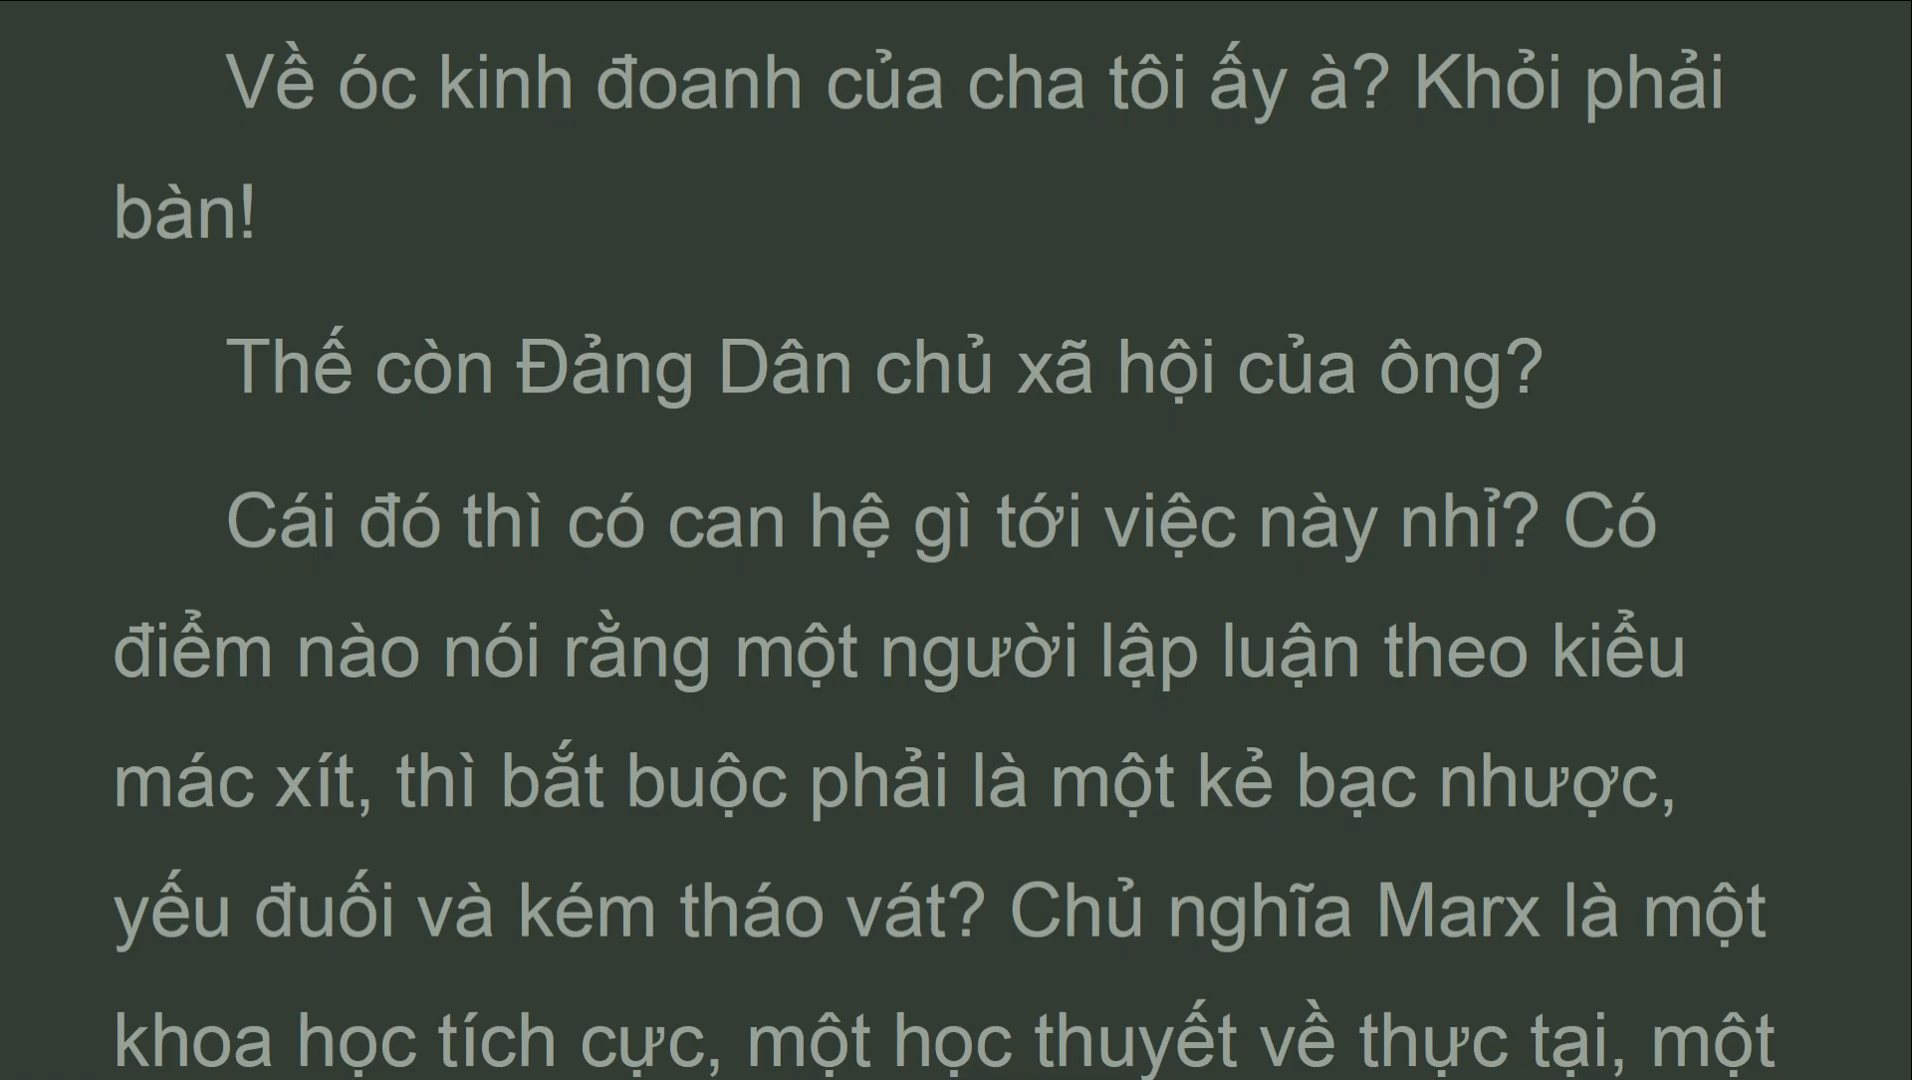 Về óc kinh đoanh của cha tôi ấy à? Khỏi phải
bàn!
Thế còn Đảng Dân chủ xã hội của ông?
Cái đó thì có can hệ gì tới việc này nhỉ? Có
điểm nào nói rằng một người lập luận theo kiểu
mác xít, thì bắt buộc phải là một kẻ bạc nhược,
yếu đuối và kém tháo vát? Chủ nghĩa Marx là một
khoa học tích cực, một học thuyết về thực tại, một